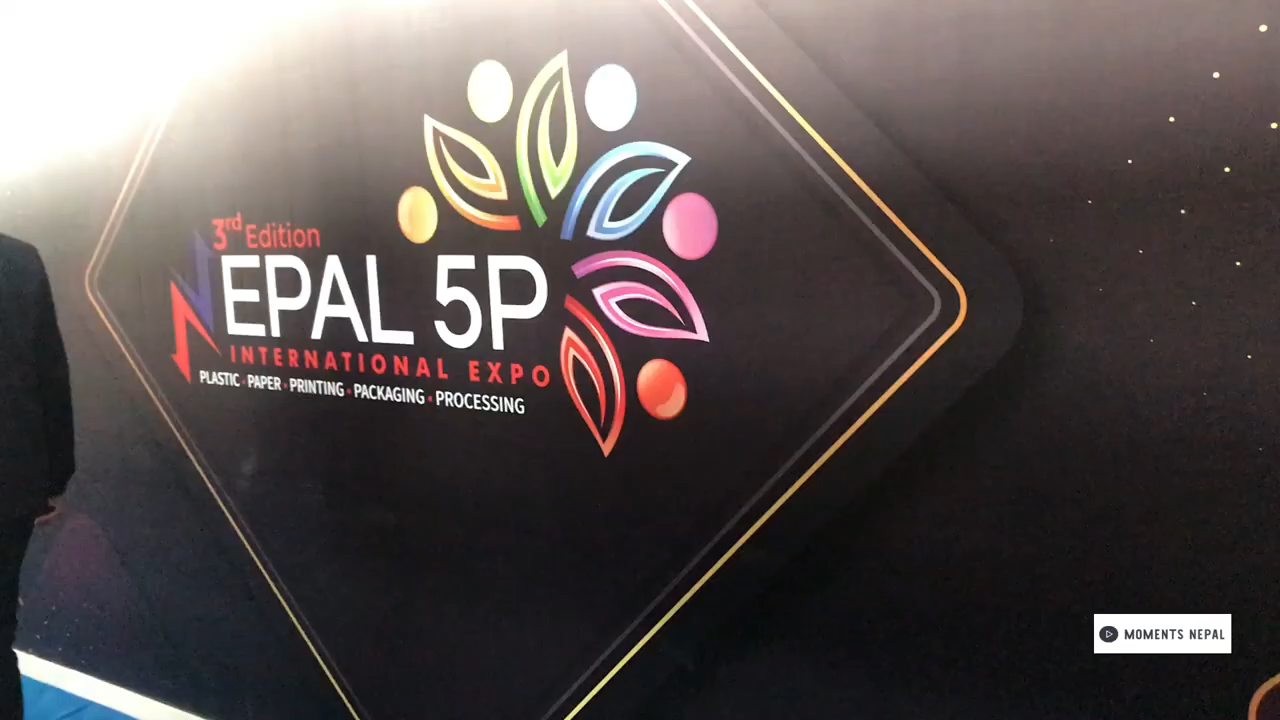 3rd Edition
NEPAL 5P
INTERNATIONAL EXPO
PLASTIC • PAPER • PRINTING • PACKAGING • PROCESSING
MOMENTS NEPAL